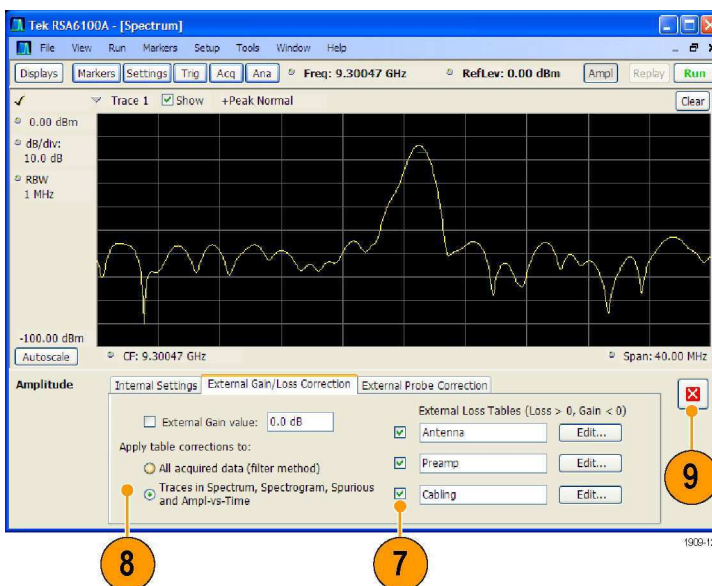 Tek RSA6100A - [Spectrum]
File View Run Markers Setup Tools Window Help
Displays Markers Settings Trig Acq Ana Freq: 9.30047 GHz RefLev: 0.00 dBm Ampl Replay Run
Trace 1 Show +Peak Normal Clear
0.00 dBm
dB/div:
10.0 dB
RBW
1 MHz
-100.00 dBm
Autoscale CF: 9.30047 GHz Span: 40.00 MHz
Amplitude Internal Settings External Gain/Loss Correction External Probe Correction
External Loss Tables (Loss > 0, Gain < 0)
External Gain value: 0.0 dB
Antenna Edit...
Apply table corrections to:
All acquired data (filter method)
Preamp Edit...
Traces in Spectrum, Spectrogram, Spurious
and Ampl-vs-Time
Cabling Edit...
9
8
7